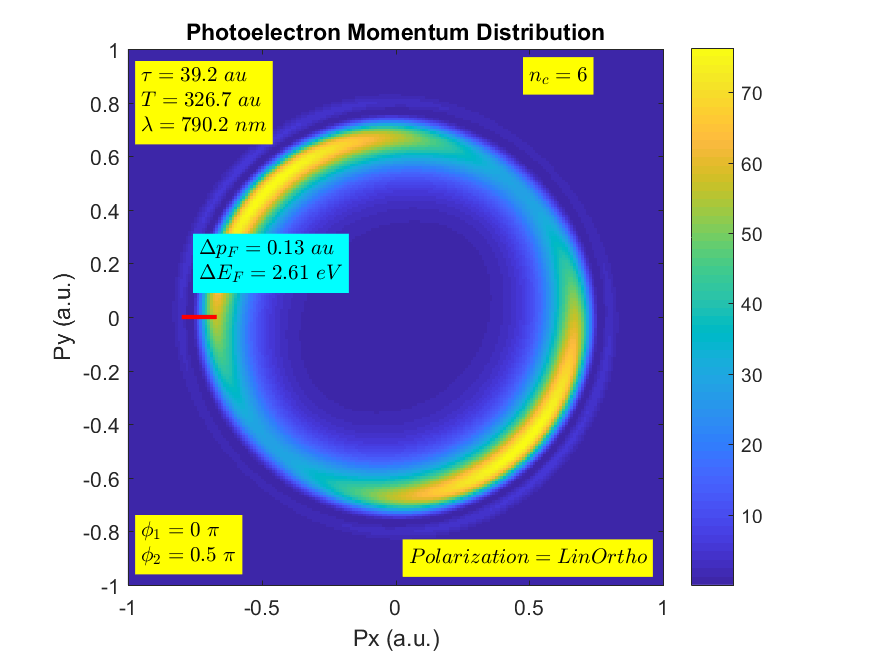 Photoelectron Momentum Distribution
τ = 39.2 au
T = 326.7 au
λ = 790.2 nm
n_c = 6
Δp_F = 0.13 au
ΔE_F = 2.61 eV
ϕ_1 = 0 π
ϕ_2 = 0.5 π
Polarization = LinOrtho
1
0.8
0.6
0.4
0.2
0
-0.2
-0.4
-0.6
-0.8
-1
Py (a.u.)
-1
-0.5
0
0.5
1
Px (a.u.)
70
60
50
40
30
20
10